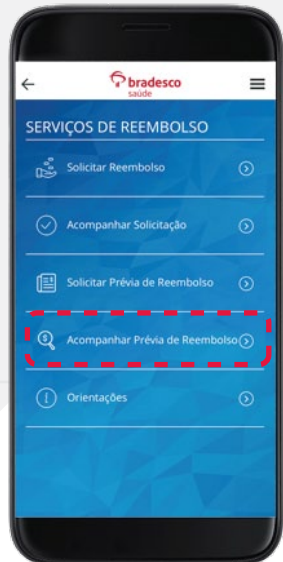 bradesco
saúde
SERVIÇOS DE REEMBOLSO
Solicitar Reembolso
Acompanhar Solicitação
Solicitar Prévia de Reembolso
Acompanhar Prévia de Reembolso
Orientações